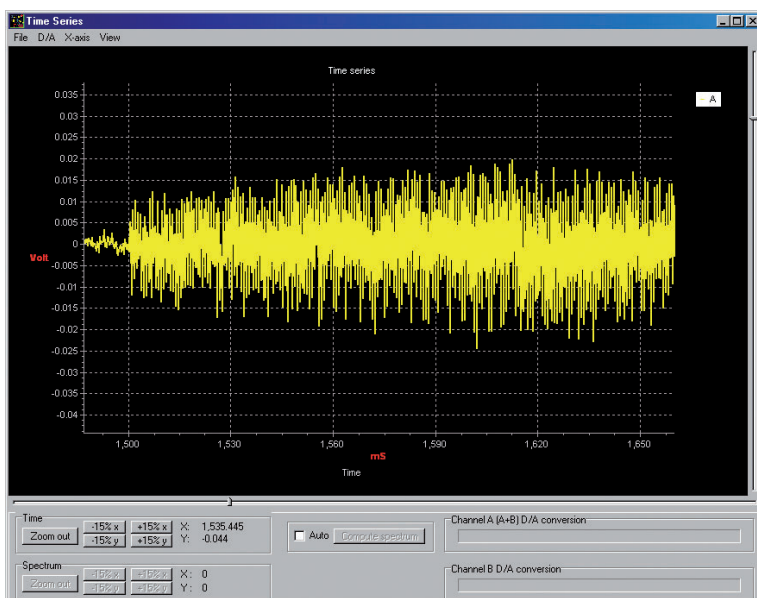 Time Series
File D/A X-axis View
Time series
A
0.035
0.03
0.025
0.02
0.015
0.01
0.005
0
Volt
-0.005
-0.01
-0.015
-0.02
-0.025
-0.03
-0.035
-0.04
1,500 1,530 1,560 1,590 1,620 1,650
mS
Time
Time
Zoom out -15% x +15% x X: 1,535.445
-15% y +15% y Y: -0.044
Auto Compute spectrum
Channel A (A+B) D/A conversion
Spectrum
Zoom out -15% x +15% x X: 0
-15% y +15% y Y: 0
Channel B D/A conversion